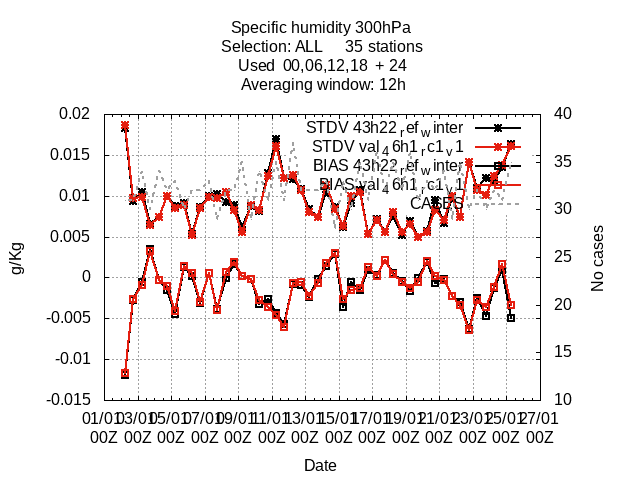 Specific humidity 300hPa
Selection: ALL 35 stations
Used 00,06,12,18 + 24
Averaging window: 12h
0.02
0.015
0.01
0.005
0
-0.005
-0.01
-0.015
g/Kg
40
35
30
25
20
15
10
No cases
STDV 43h22_ref_winter
STDV val_46h1_rc1_v1
BIAS 43h22_ref_winter
BIAS val_46h1_rc1_v1
CASES
01/01 03/01 05/01 07/01 09/01 11/01 13/01 15/01 17/01 19/01 21/01 23/01 25/01 27/01
00Z 00Z 00Z 00Z 00Z 00Z 00Z 00Z 00Z 00Z 00Z 00Z 00Z 00Z
Date